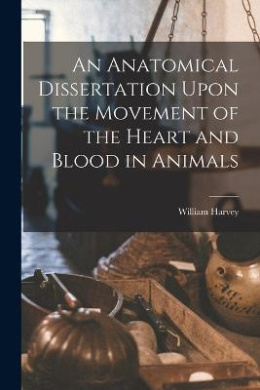 An Anatomical
Dissertation Upon
the Movement of
the Heart and
Blood in Animals
William Harvey